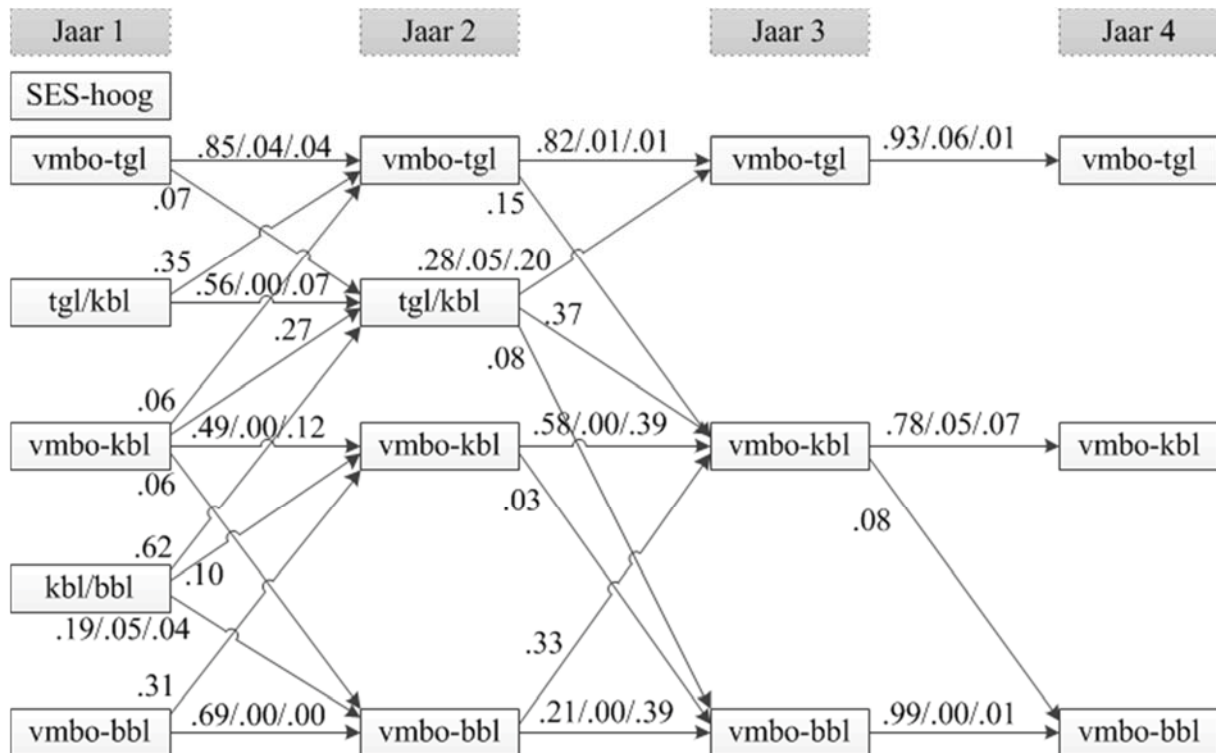 Jaar 1 Jaar 2 Jaar 3 Jaar 4
SES-hoog
vmbo-tgl .85/.04/.04 vmbo-tgl .82/.01/.01 vmbo-tgl .93/.06/.01 vmbo-tgl
.07 .15
.35 .28/.05/.20
tgl/kbl .56/.00/.07 tgl/kbl
.27 .37
.08
.06
vmbo-kbl .49/.00/.12 vmbo-kbl .58/.00/.39 vmbo-kbl .78/.05/.07 vmbo-kbl
.06 .03 .08
.62
kbl/bbl .10
.19/.05/.04 .33
.31
vmbo-bbl .69/.00/.00 vmbo-bbl .21/.00/.39 vmbo-bbl .99/.00/.01 vmbo-bbl